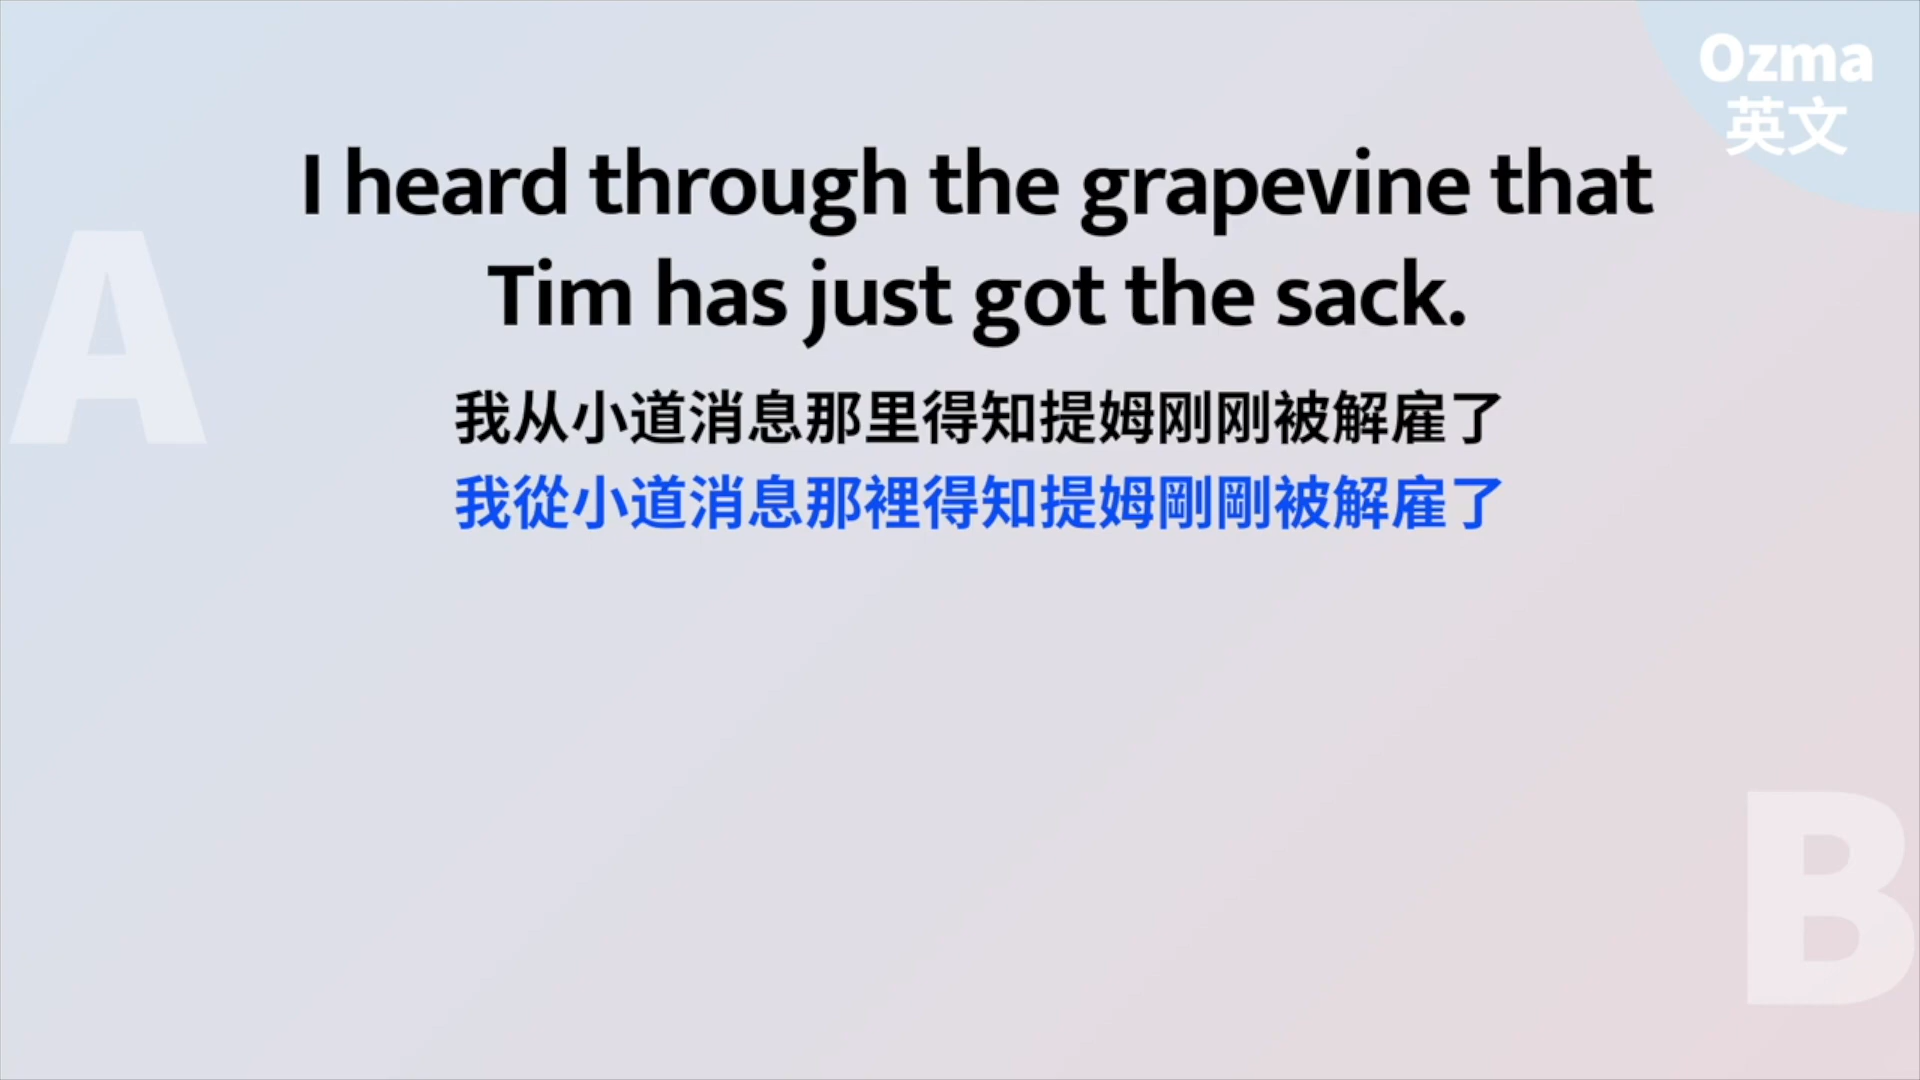 Ozma
英文
I heard through the grapevine that
Tim has just got the sack.
我从小道消息那里得知提姆刚刚被解雇了
我從小道消息那裡得知提姆剛剛被解雇了
A
B